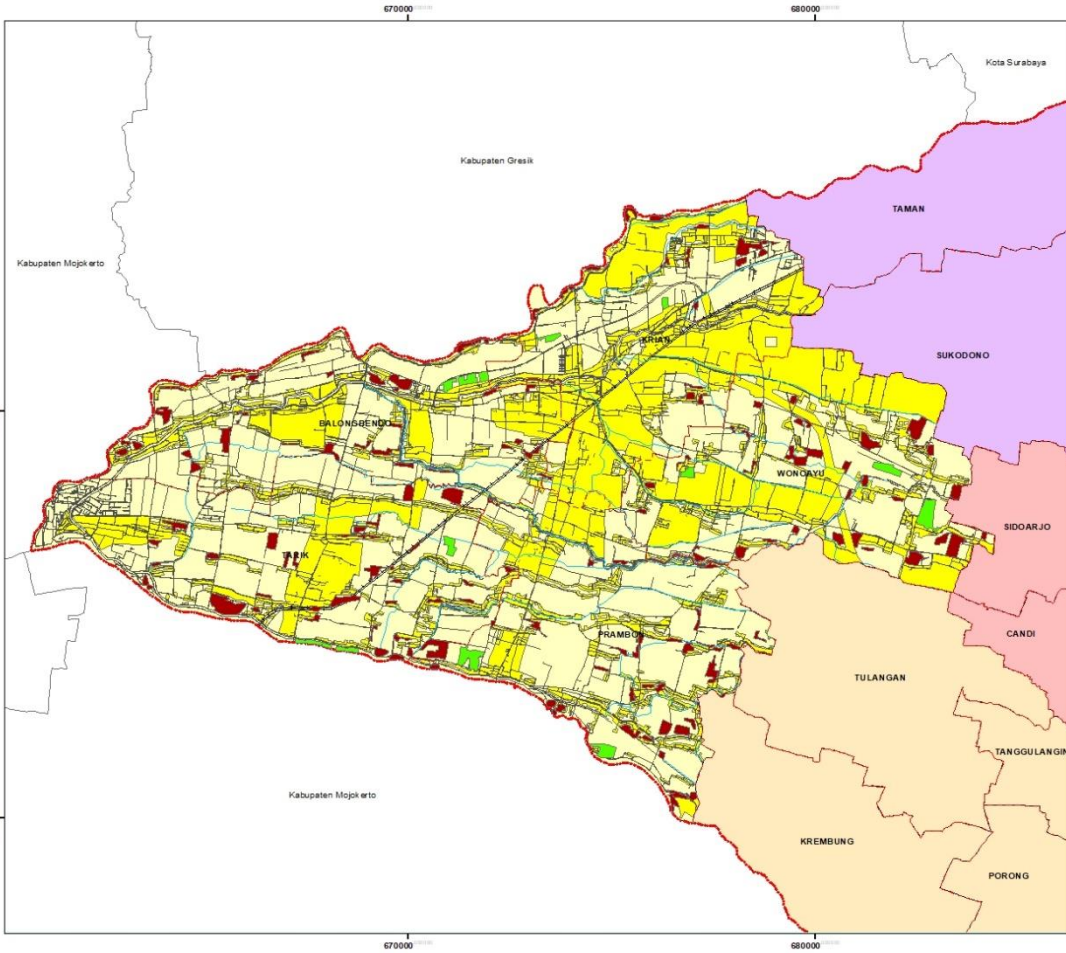 670000
680000
Kota Surabaya
Kabupaten Gresik
TAMAN
Kabupaten Mojokerto
KRIAN
SUKODONO
BALONGBENDO
WONOAYU
SIDOARJO
TARIK
PRAMBON
CANDI
TULANGAN
TANGGULANGIN
Kabupaten Mojokerto
KREMBUNG
PORONG
670000
680000